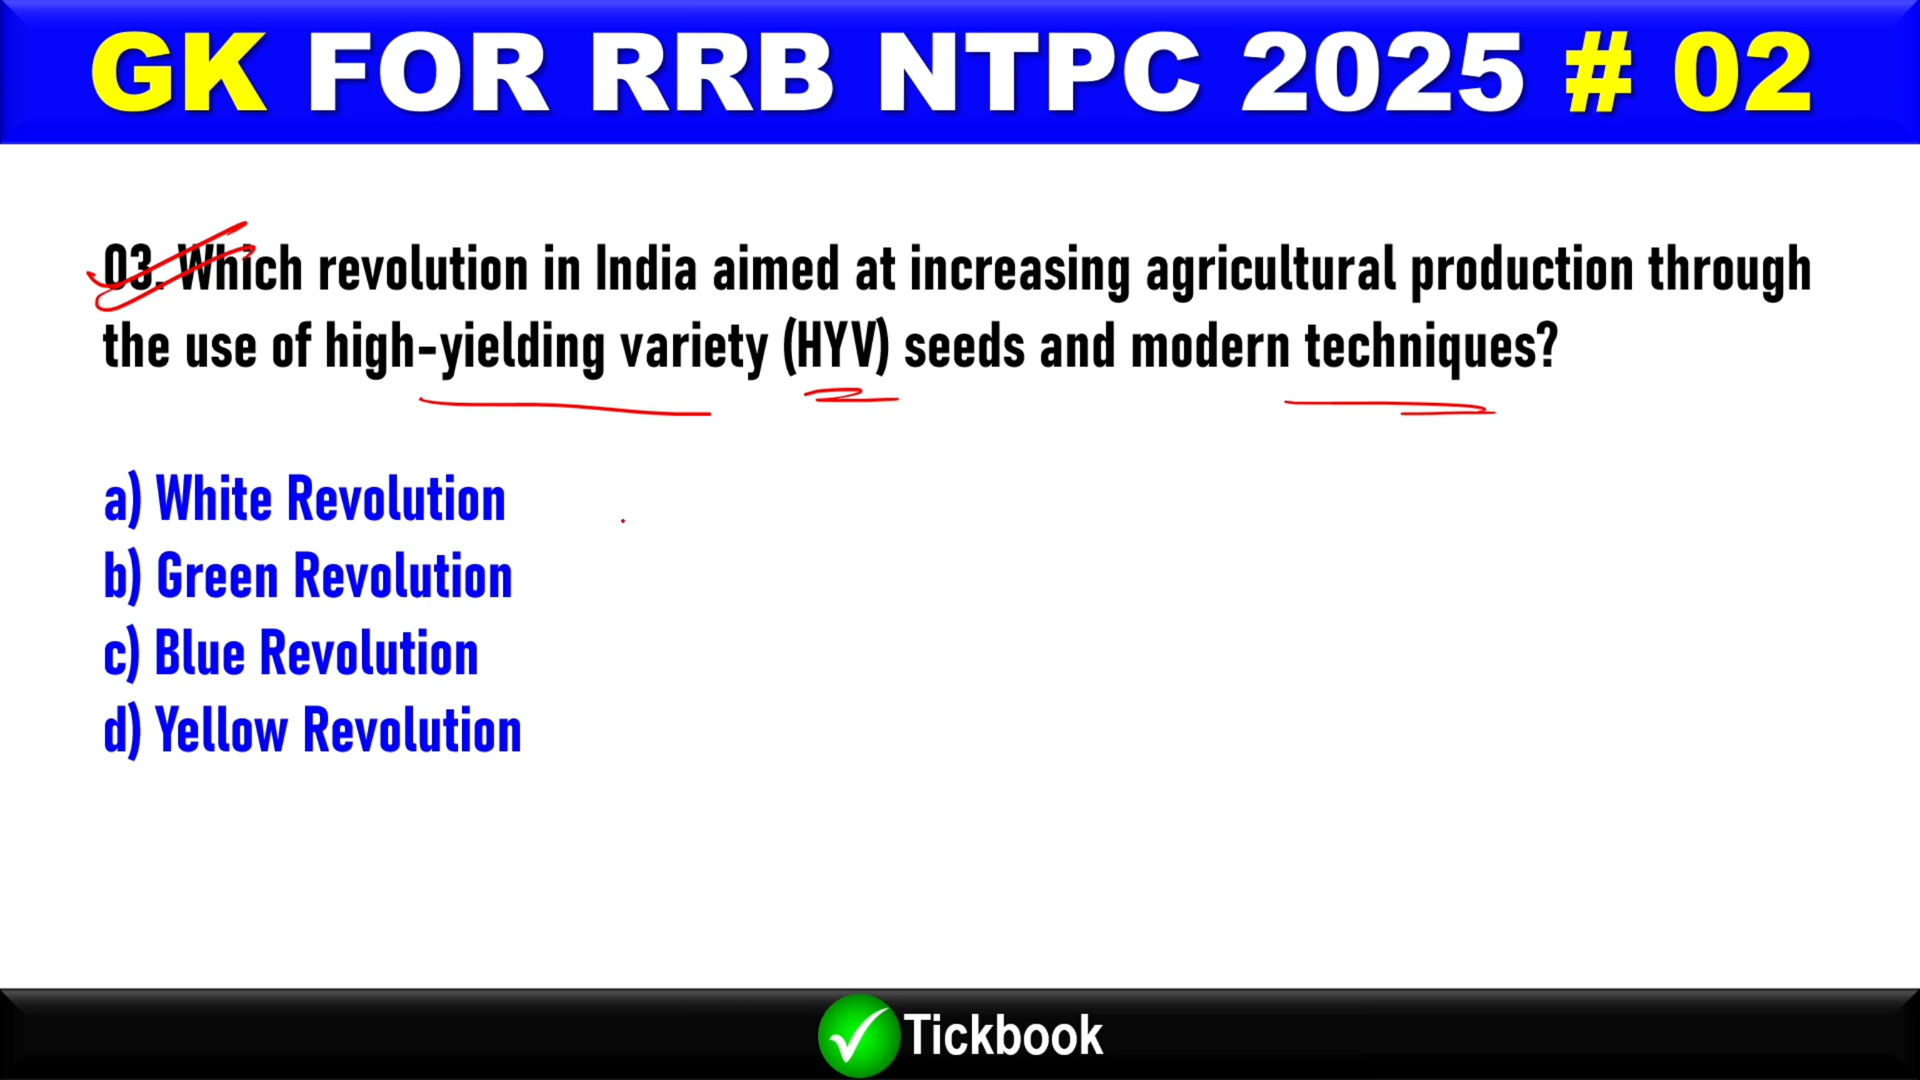 GK FOR RRB NTPC 2025 # 02
03. Which revolution in India aimed at increasing agricultural production through
the use of high-yielding variety (HYV) seeds and modern techniques?
a) White Revolution
b) Green Revolution
c) Blue Revolution
d) Yellow Revolution
Tickbook